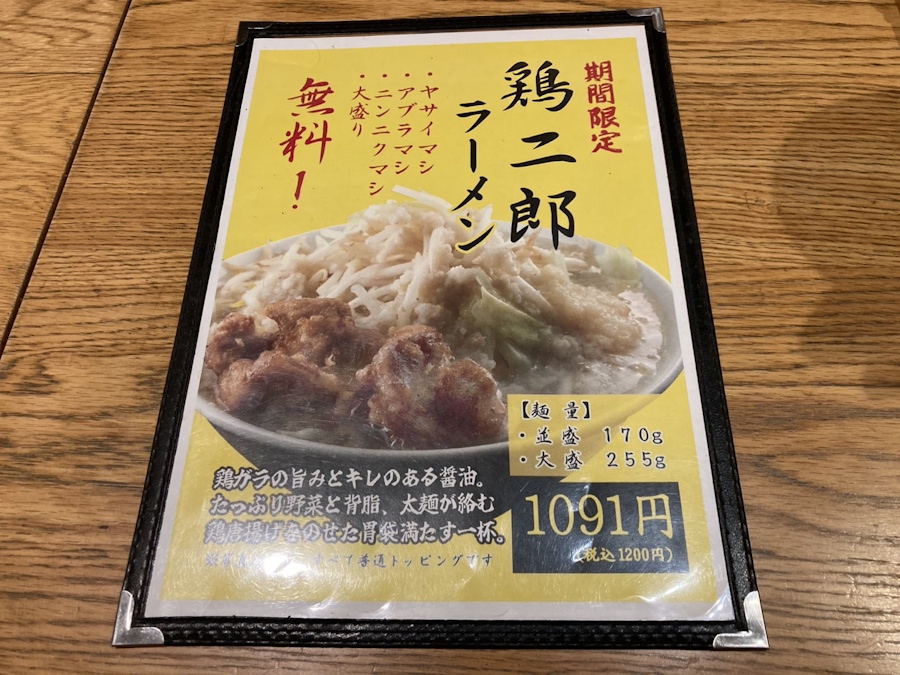 期間限定
鶏二郎
ラーメン
・ヤサイマシ
・アブラマシ
・ニンニクマシ
・大盛り
無料！
【麺 量】
・並盛 170g
・大盛 255g
鶏ガラの旨みとキレのある醤油。
たっぷり野菜と背脂、太麺が絡む
鶏唐揚げをのせた胃袋満たす一杯。
て普通トッピングです
1091円
(税込1200円)